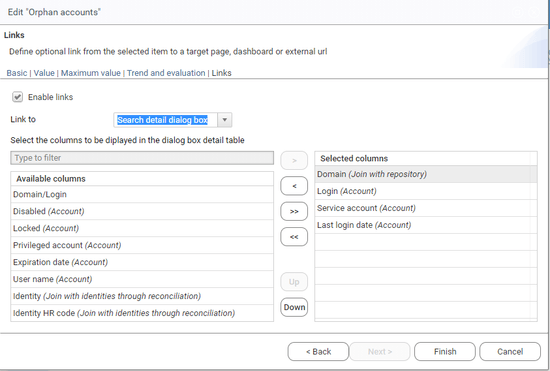 Edit "Orphan accounts"
Links
Define optional link from the selected item to a target page, dashboard or external url
Basic | Value | Maximum value | Trend and evaluation | Links
Enable links
Link to
Search detail dialog box
Select the columns to be diplayed in the dialog box detail table
Type to filter
Available columns
Domain/Login
Disabled (Account)
Locked (Account)
Privileged account (Account)
Expiration date (Account)
User name (Account)
Identity (Join with identities through reconciliation)
Identity HR code (Join with identities through reconciliation)
>
<
>>
<<
Up
Down
Selected columns
Domain (Join with repository)
Login (Account)
Service account (Account)
Last login date (Account)
< Back
Next >
Finish
Cancel